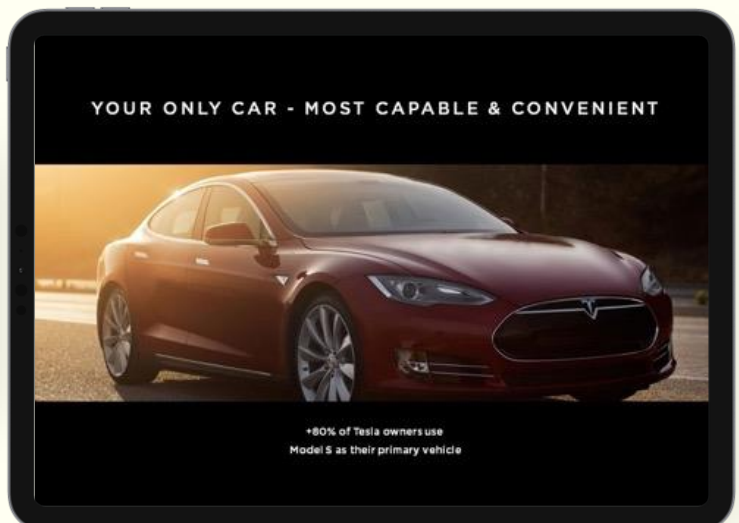 YOUR ONLY CAR - MOST CAPABLE & CONVENIENT
+80% of Tesla owners use
Model S as their primary vehicle